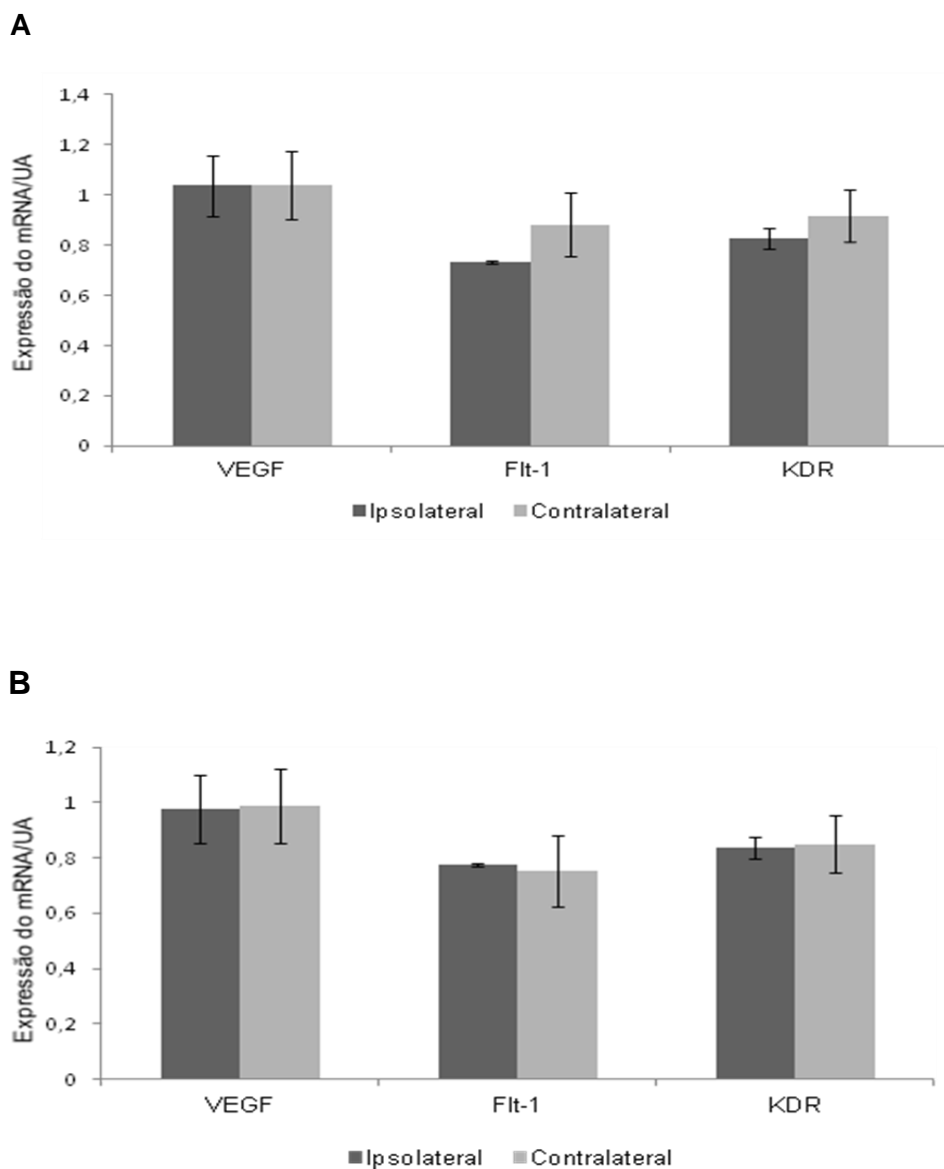 A
Expressão do mRNA/UA
1,4
1,2
1
0,8
0,6
0,4
0,2
0
VEGF Flt-1 KDR
Ipsolateral Contralateral
B
Expressão do mRNA/UA
1,2
1
0,8
0,6
0,4
0,2
0
VEGF Flt-1 KDR
Ipsolateral Contralateral